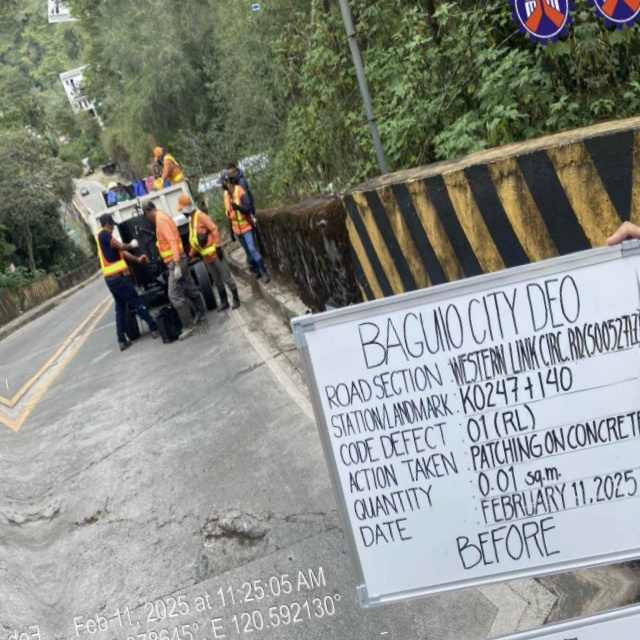 BAGUIO CITY DEO
ROAD SECTION : WESTERN LINK CIRC. RD(S00527LZ)
STATION/LANDMARK : K0247+140
CODE DEFECT : 01 (RL)
ACTION TAKEN : PATCHING ON CONCRETE
QUANTITY : 0.01 sq.m.
DATE : FEBRUARY 11, 2025
BEFORE
Feb 11, 2025 at 11:25:05 AM
E 120.592130°